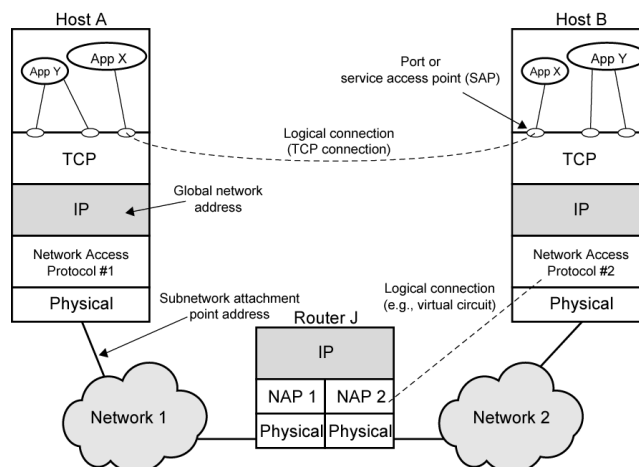 Host A
Host B
App X
App Y
Port or
service access point (SAP)
App X
App Y
Logical connection
(TCP connection)
TCP
TCP
Global network
address
IP
IP
Network Access
Protocol #1
Network Access
Protocol #2
Logical connection
(e.g., virtual circuit)
Physical
Physical
Subnetwork attachment
point address
Router J
IP
NAP 1
NAP 2
Network 1
Physical
Physical
Network 2